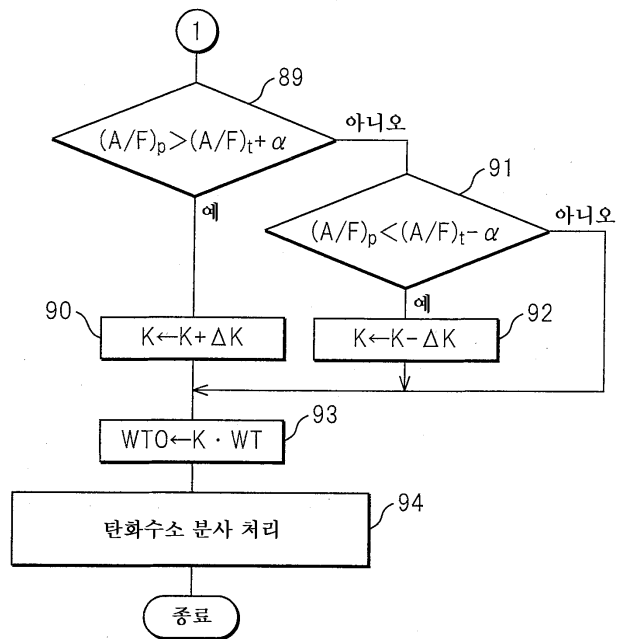 1
89
(A/F)p>(A/F)t+α
아니오
91
예
(A/F)p<(A/F)t-α
아니오
예
90
K←K+ΔK
K←K-ΔK
92
93
WTO←K・WT
94
탄화수소 분사 처리
종료